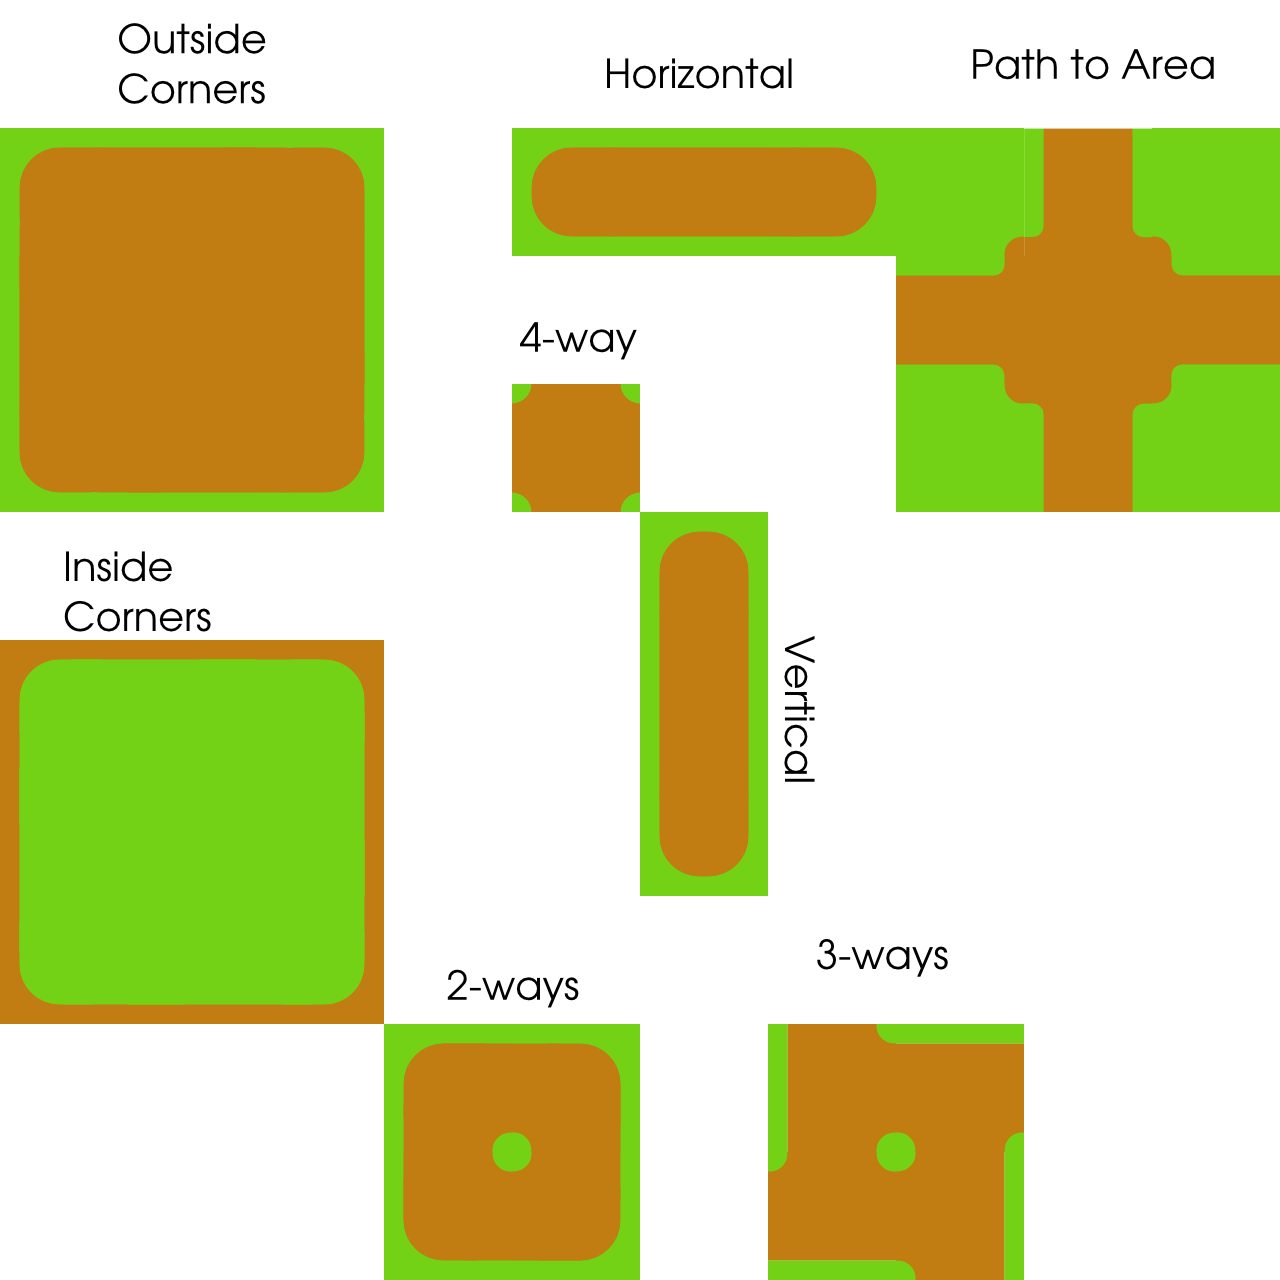 Outside
Corners
Horizontal
Path to Area
4-way
Inside
Corners
Vertical
2-ways
3-ways